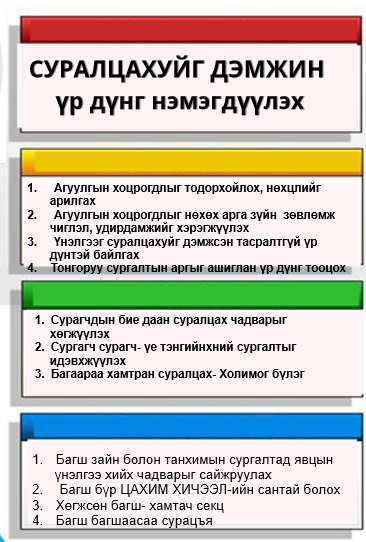 СУРАЛЦАХУЙГ ДЭМЖИН
үр дүнг нэмэгдүүлэх
1. Агуулгын хоцрогдлыг тодорхойлох, нөхцлийг
арилгах
2. Агуулгын хоцрогдлыг нөхөх арга зүйн зөвлөмж
чиглэл, удирдамжийг хэрэгжүүлэх
3. Үнэлгээг суралцахуйг дэмжсэн тасралтгүй үр
дүнтэй байлгах
4. Тонгоруу сургалтын аргыг ашиглан үр дүнг тооцох
1. Сурагчдын бие даан суралцах чадварыг
хөгжүүлэх
2. Сургагч сурагч- үе тэнгийнхний сургалтыг
идэвхжүүлэх
3. Багаараа хамтран суралцах- Холимог бүлэг
1. Багш зайн болон танхимын сургалтад явцын
үнэлгээ хийх чадварыг сайжруулах
2. Багш бүр ЦАХИМ ХИЧЭЭЛ-ийн сантай болох
3. Хөгжсөн багш- хамтач секц
4. Багш багшаасаа сурацъя